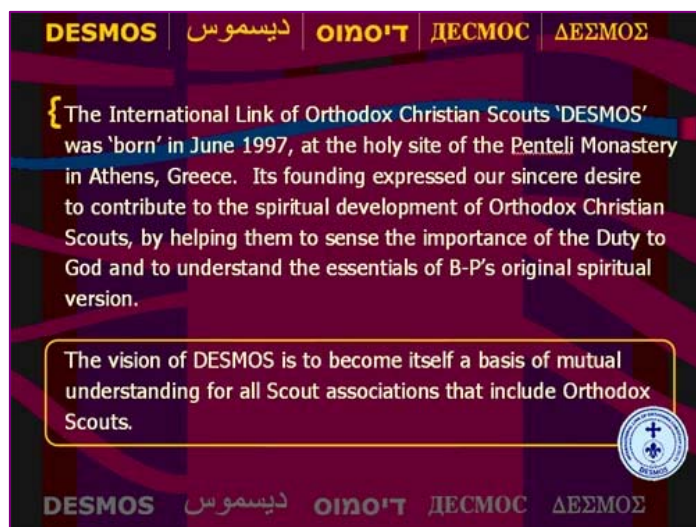 DESMOS ديسموس דיסמוס ДЕСМОС ΔΕΣΜΟΣ
{The International Link of Orthodox Christian Scouts ‘DESMOS’
was ‘born’ in June 1997, at the holy site of the Penteli Monastery
in Athens, Greece. Its founding expressed our sincere desire
to contribute to the spiritual development of Orthodox Christian
Scouts, by helping them to sense the importance of the Duty to
God and to understand the essentials of B-P’s original spiritual
version.
The vision of DESMOS is to become itself a basis of mutual
understanding for all Scout associations that include Orthodox
Scouts.
DESMOS
DESMOS ديسموس דיסמוס ДЕСМОС ΔΕΣΜΟΣ